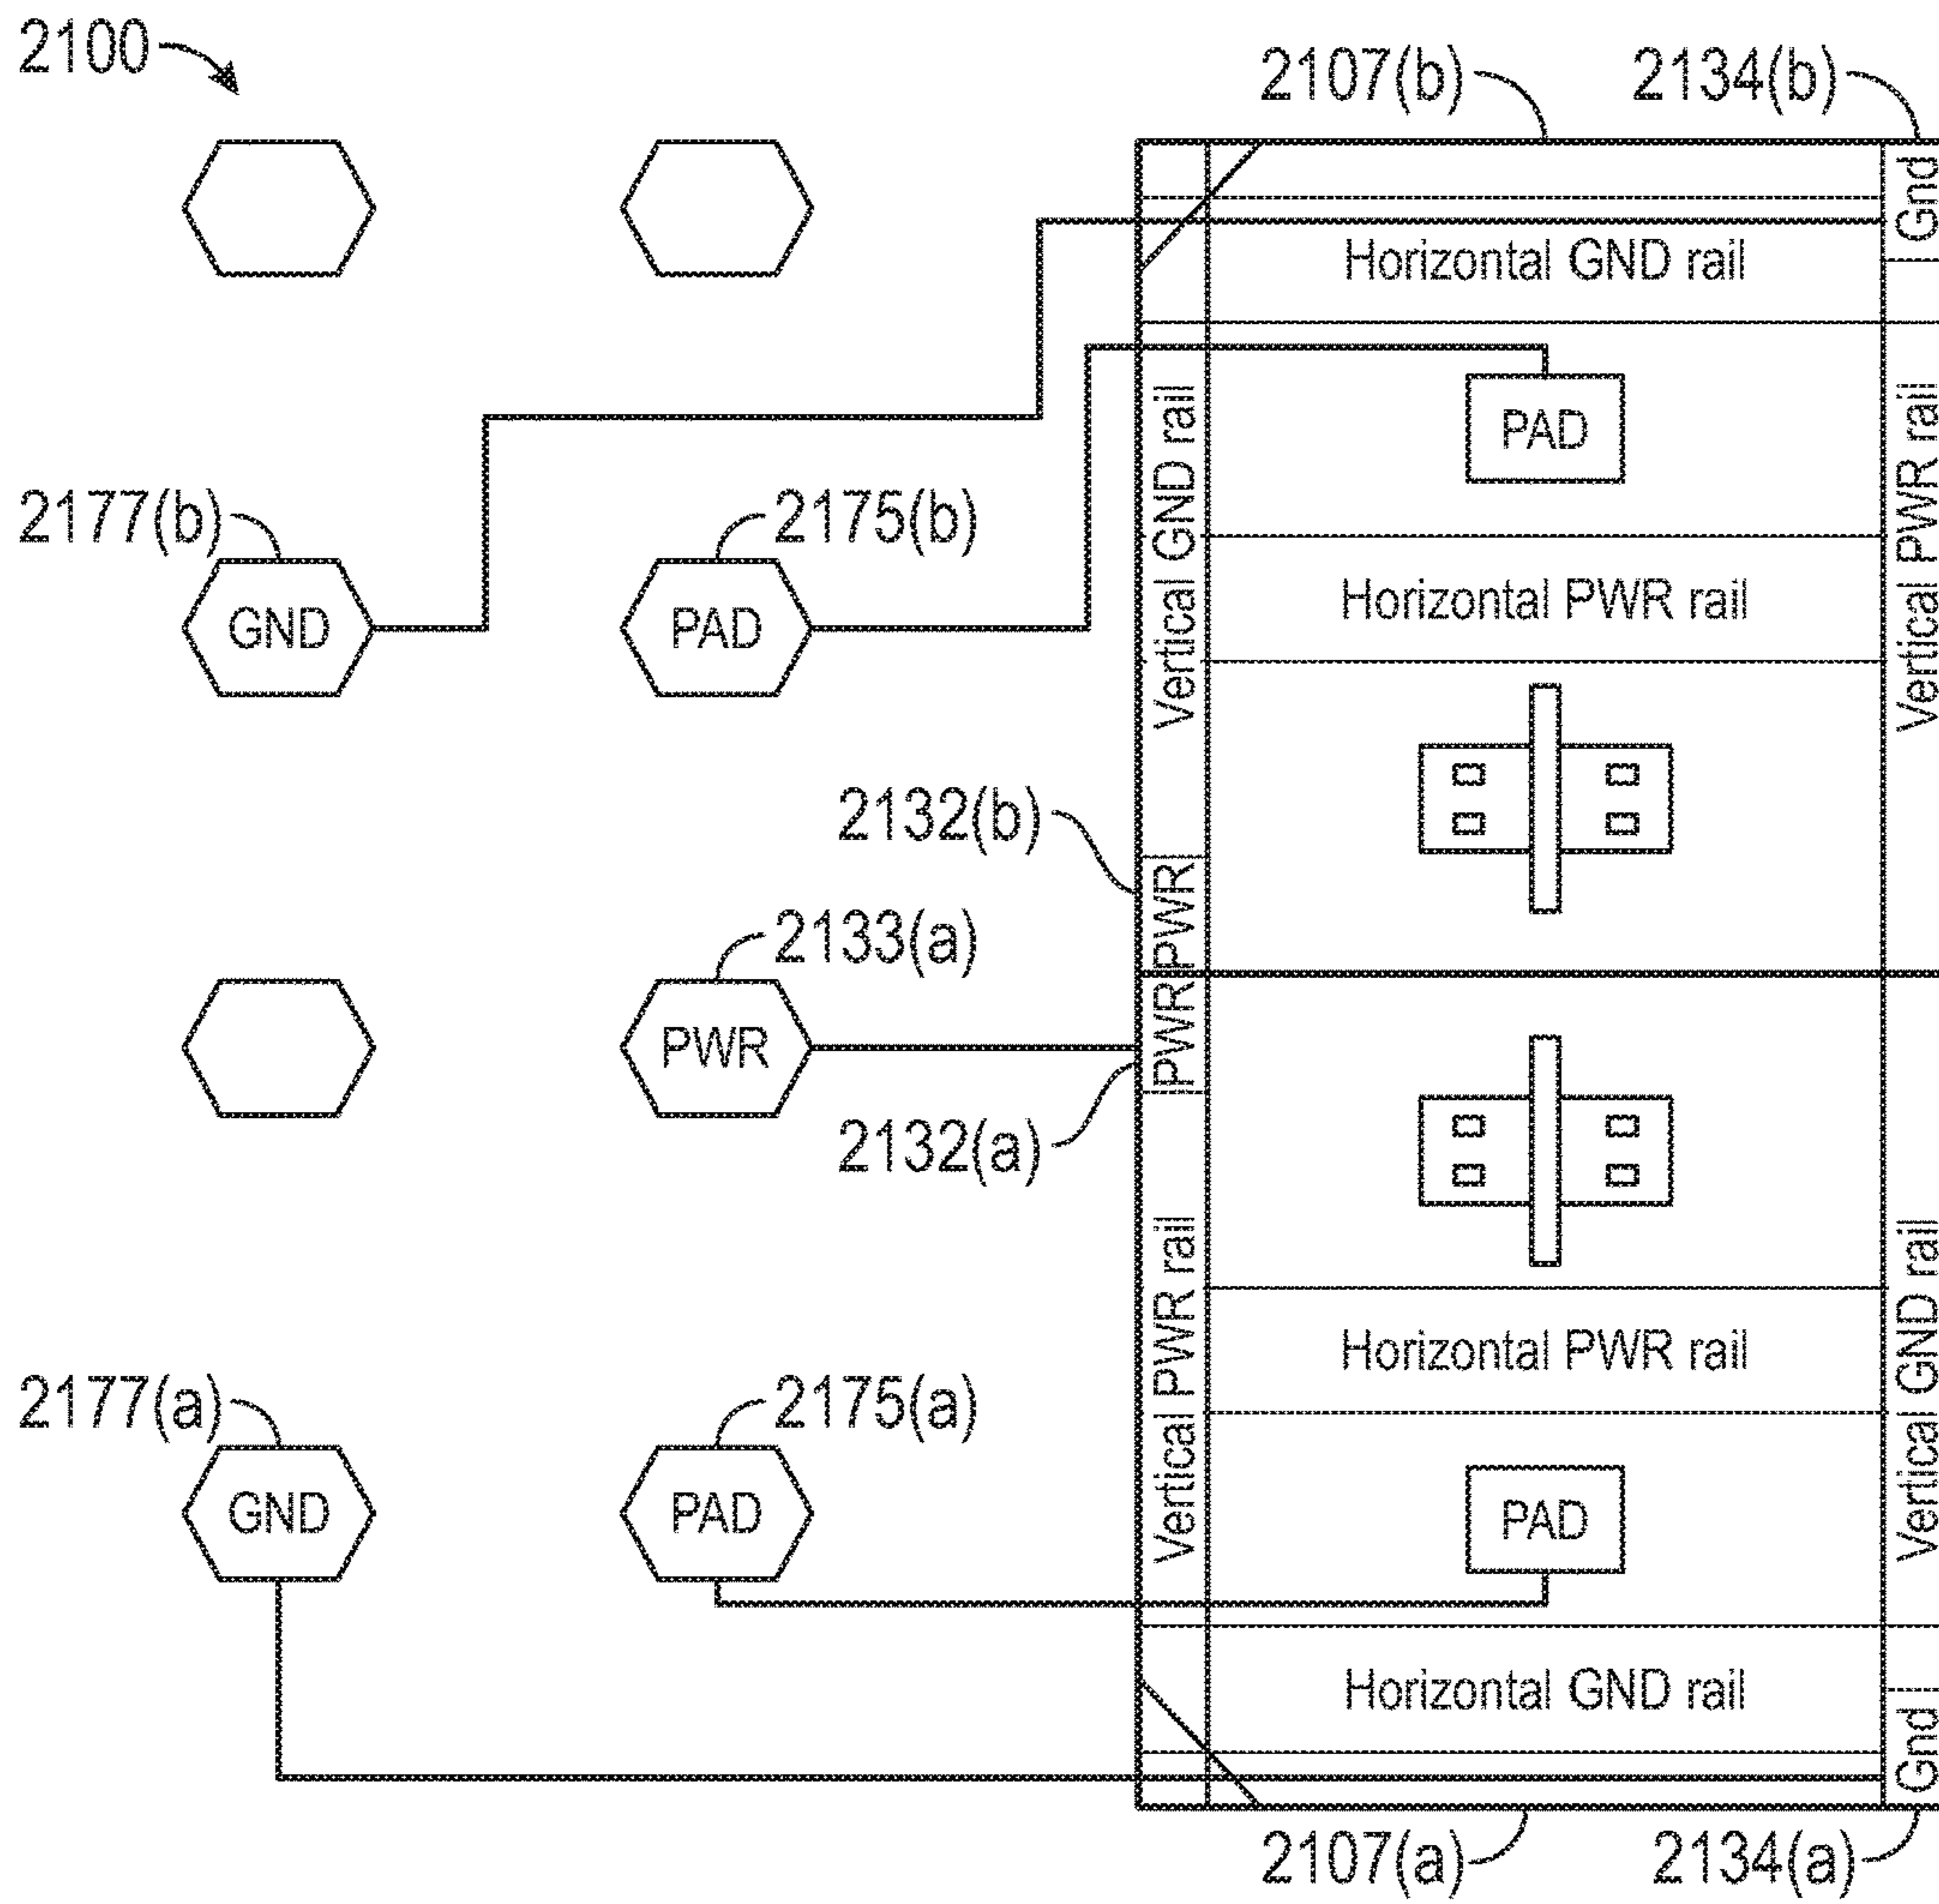 2100
2107(b)
2134(b)
Gnd
Horizontal GND rail
PAD
Vertical GND rail
Vertical PWR rail
2177(b)
2175(b)
GND
PAD
Horizontal PWR rail
2132(b)
PWR
2133(a)
PWR
PWR
2132(a)
Vertical PWR rail
Vertical GND rail
Horizontal PWR rail
2177(a)
2175(a)
GND
PAD
PAD
Horizontal GND rail
Gnd
2107(a)
2134(a)